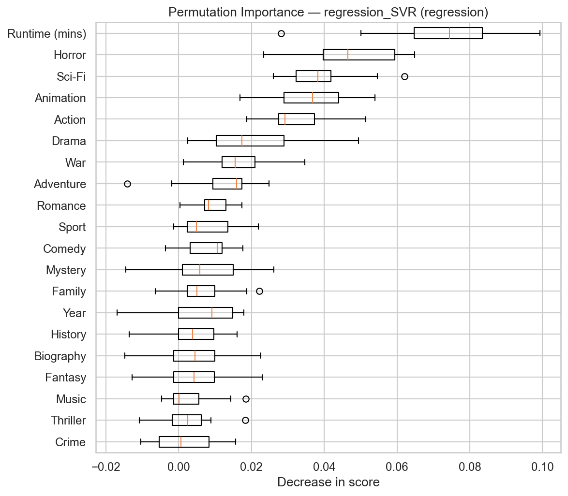 Permutation Importance — regression_SVR (regression)
Runtime (mins)
Horror
Sci-Fi
Animation
Action
Drama
War
Adventure
Romance
Sport
Comedy
Mystery
Family
Year
History
Biography
Fantasy
Music
Thriller
Crime
−0.02 0.00 0.02 0.04 0.06 0.08 0.10
Decrease in score